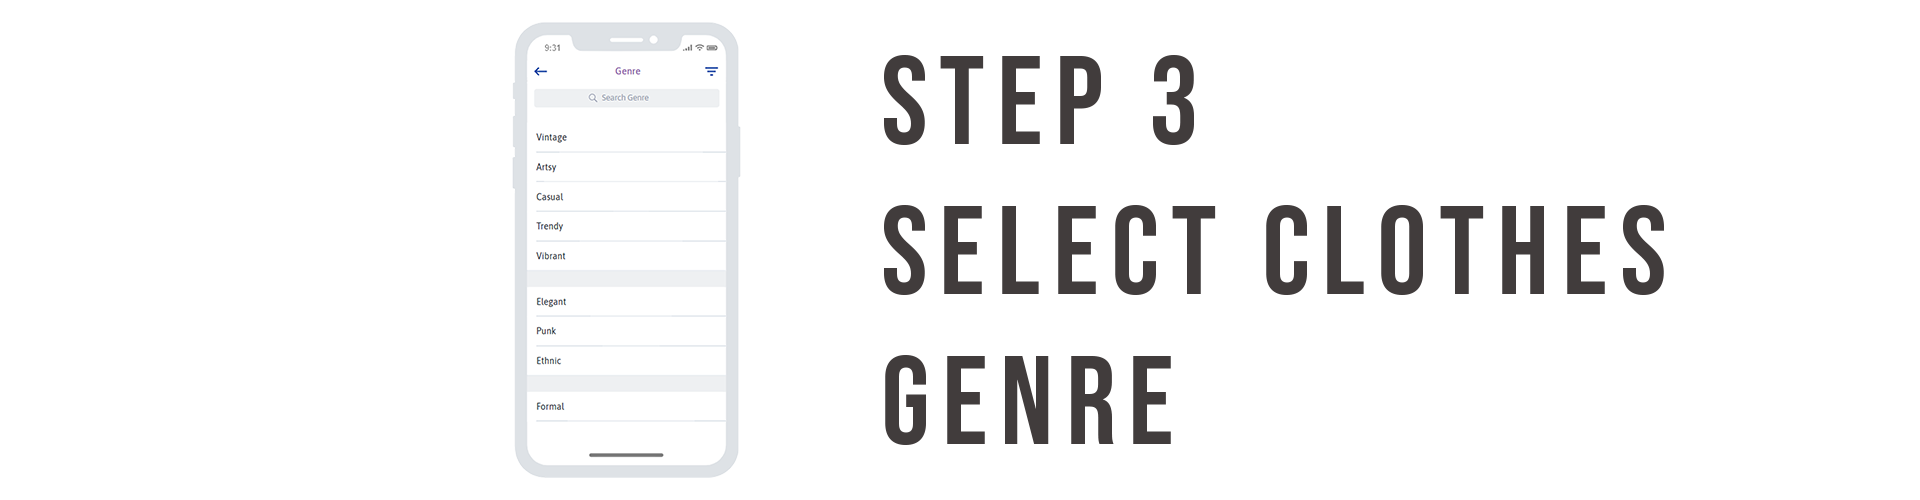 9:31
Genre
Search Genre
Vintage
Artsy
Casual
Trendy
Vibrant
Elegant
Punk
Ethnic
Formal
STEP 3
SELECT CLOTHES
GENRE